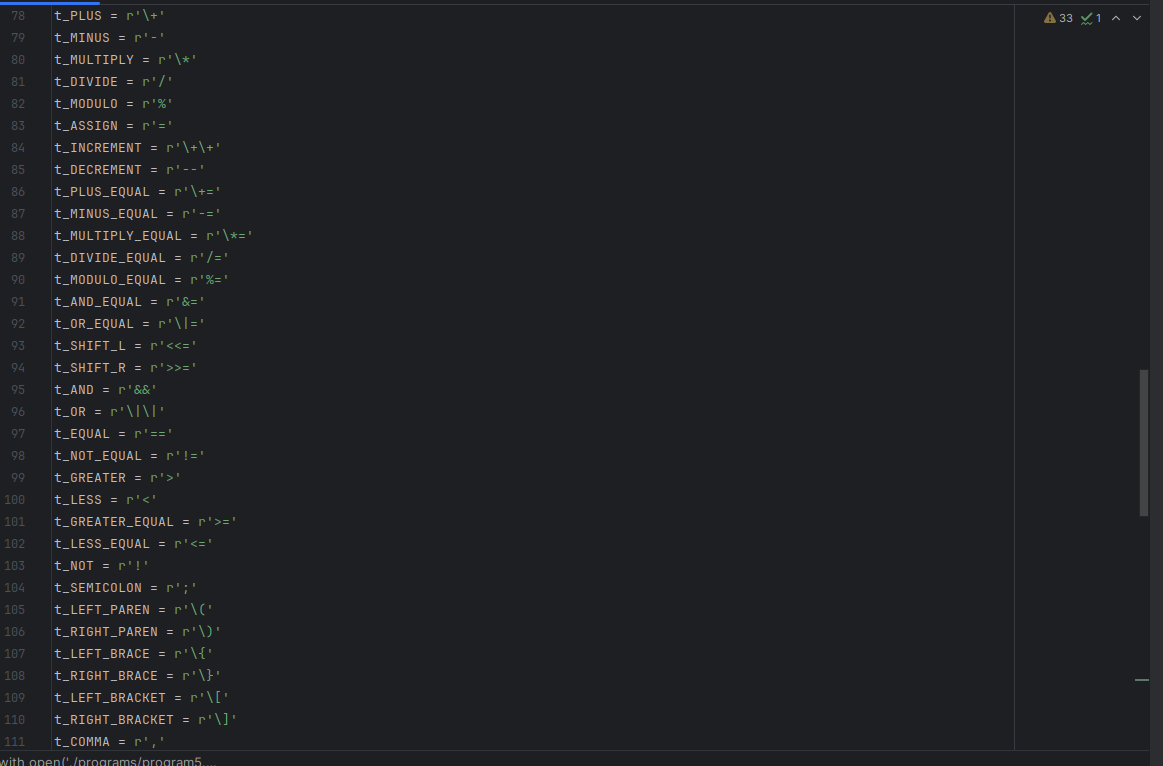 33 1
78 t_PLUS = r'\+'
79 t_MINUS = r'-'
80 t_MULTIPLY = r'\*'
81 t_DIVIDE = r'/'
82 t_MODULO = r'%'
83 t_ASSIGN = r'='
84 t_INCREMENT = r'\+\+'
85 t_DECREMENT = r'--'
86 t_PLUS_EQUAL = r'\+='
87 t_MINUS_EQUAL = r'-='
88 t_MULTIPLY_EQUAL = r'\*='
89 t_DIVIDE_EQUAL = r'/='
90 t_MODULO_EQUAL = r'%='
91 t_AND_EQUAL = r'&='
92 t_OR_EQUAL = r'\|='
93 t_SHIFT_L = r'<<='
94 t_SHIFT_R = r'>>='
95 t_AND = r'&&'
96 t_OR = r'\|\|'
97 t_EQUAL = r'=='
98 t_NOT_EQUAL = r'!='
99 t_GREATER = r'>'
100 t_LESS = r'<'
101 t_GREATER_EQUAL = r'>='
102 t_LESS_EQUAL = r'<='
103 t_NOT = r'!'
104 t_SEMICOLON = r';'
105 t_LEFT_PAREN = r'\('
106 t_RIGHT_PAREN = r'\)'
107 t_LEFT_BRACE = r'\{'
108 t_RIGHT_BRACE = r'\}'
109 t_LEFT_BRACKET = r'\['
110 t_RIGHT_BRACKET = r'\]'
111 t_COMMA = r','
with open('./programs/program5....